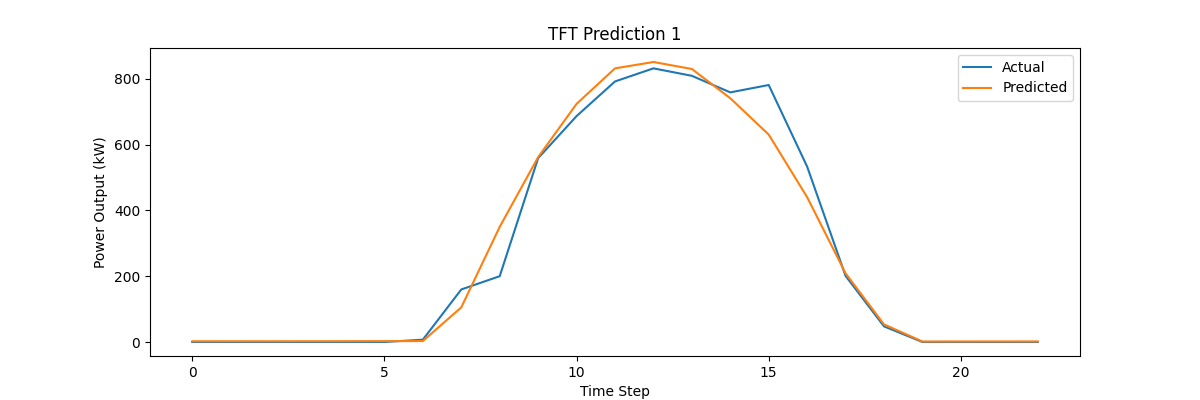 TFT Prediction 1
Actual
Predicted
Power Output (kW)
800
600
400
200
0
0 5 10 15 20
Time Step